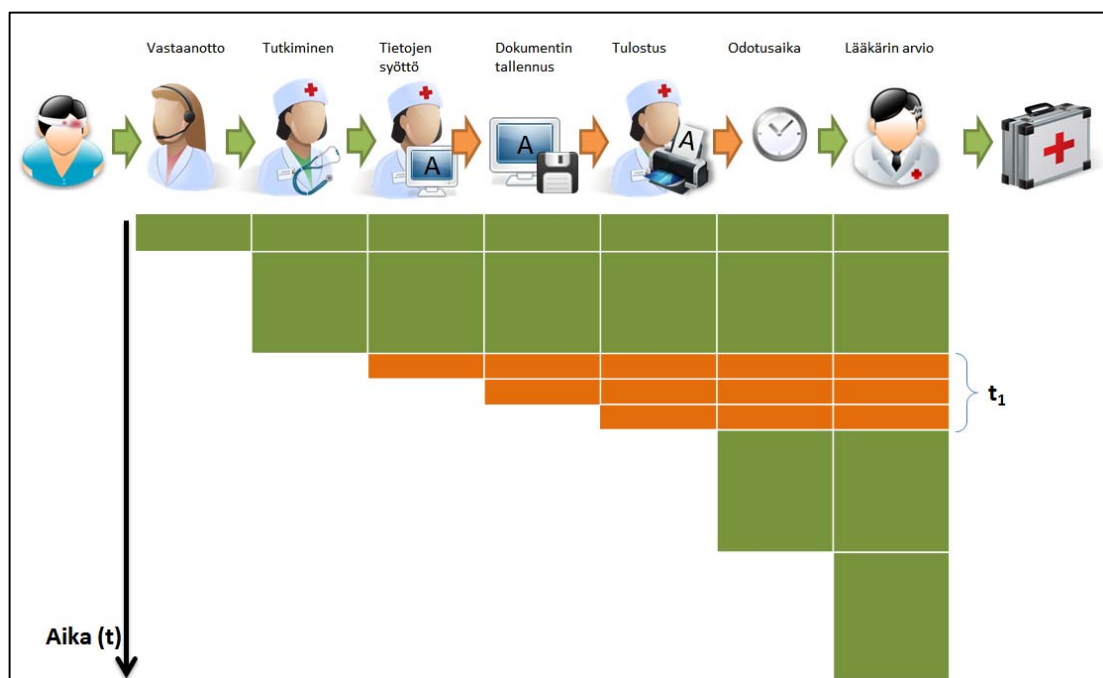 Vastaanotto
Tutkiminen
Tietojen
syöttö
Dokumentin
tallennus
Tulostus
Odotusaika
Lääkärin arvio
A
A
A
t₁
Aika (t)